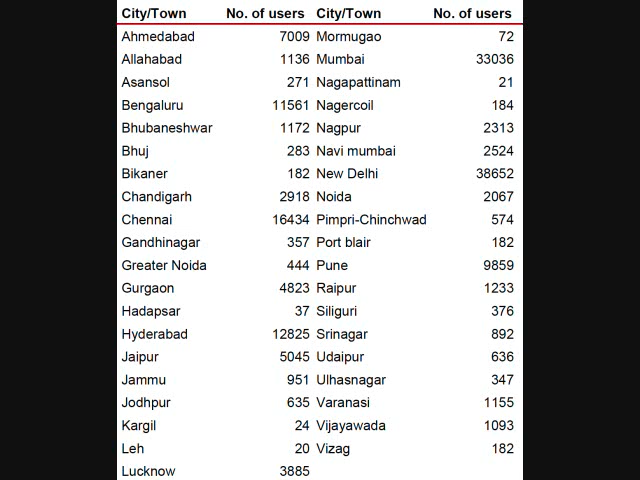 City/Town No. of users City/Town No. of users
Ahmedabad 7009 Mormugao 72
Allahabad 1136 Mumbai 33036
Asansol 271 Nagapattinam 21
Bengaluru 11561 Nagercoil 184
Bhubaneshwar 1172 Nagpur 2313
Bhuj 283 Navi mumbai 2524
Bikaner 182 New Delhi 38652
Chandigarh 2918 Noida 2067
Chennai 16434 Pimpri-Chinchwad 574
Gandhinagar 357 Port blair 182
Greater Noida 444 Pune 9859
Gurgaon 4823 Raipur 1233
Hadapsar 37 Siliguri 376
Hyderabad 12825 Srinagar 892
Jaipur 5045 Udaipur 636
Jammu 951 Ulhasnagar 347
Jodhpur 635 Varanasi 1155
Kargil 24 Vijayawada 1093
Leh 20 Vizag 182
Lucknow 3885